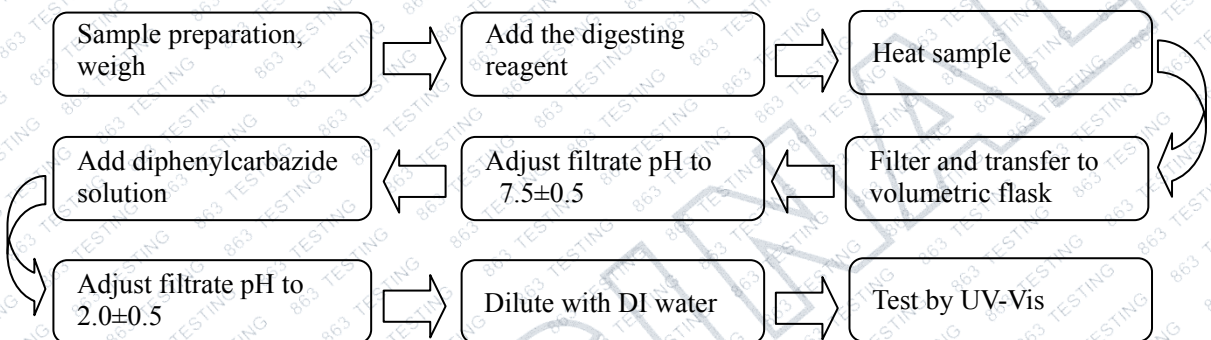 Sample preparation,
weigh
Add the digesting
reagent
Heat sample
Filter and transfer to
volumetric flask
Adjust filtrate pH to
7.5±0.5
Add diphenylcarbazide
solution
Adjust filtrate pH to
2.0±0.5
Dilute with DI water
Test by UV-Vis
863 TESTING